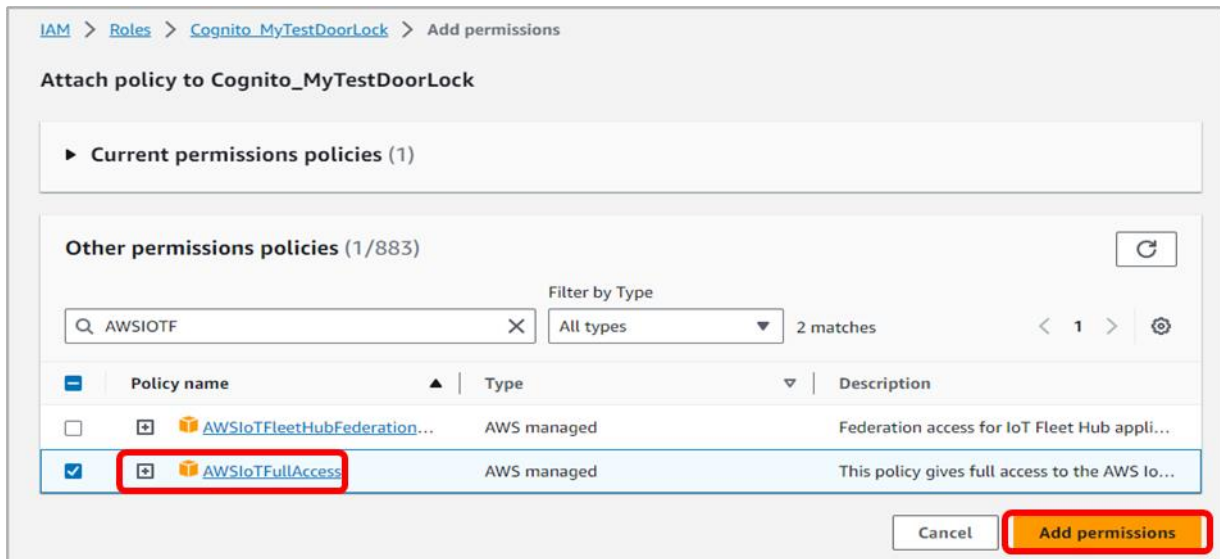 IAM > Roles > Cognito_MyTestDoorLock > Add permissions
Attach policy to Cognito_MyTestDoorLock
Current permissions policies (1)
Other permissions policies (1/883)
Filter by Type
AWSIOTF All types 2 matches < 1 >
Policy name Type Description
AWSIoTFleetHubFederation... AWS managed Federation access for IoT Fleet Hub appli...
AWSIoTFullAccess AWS managed This policy gives full access to the AWS Io...
Cancel Add permissions